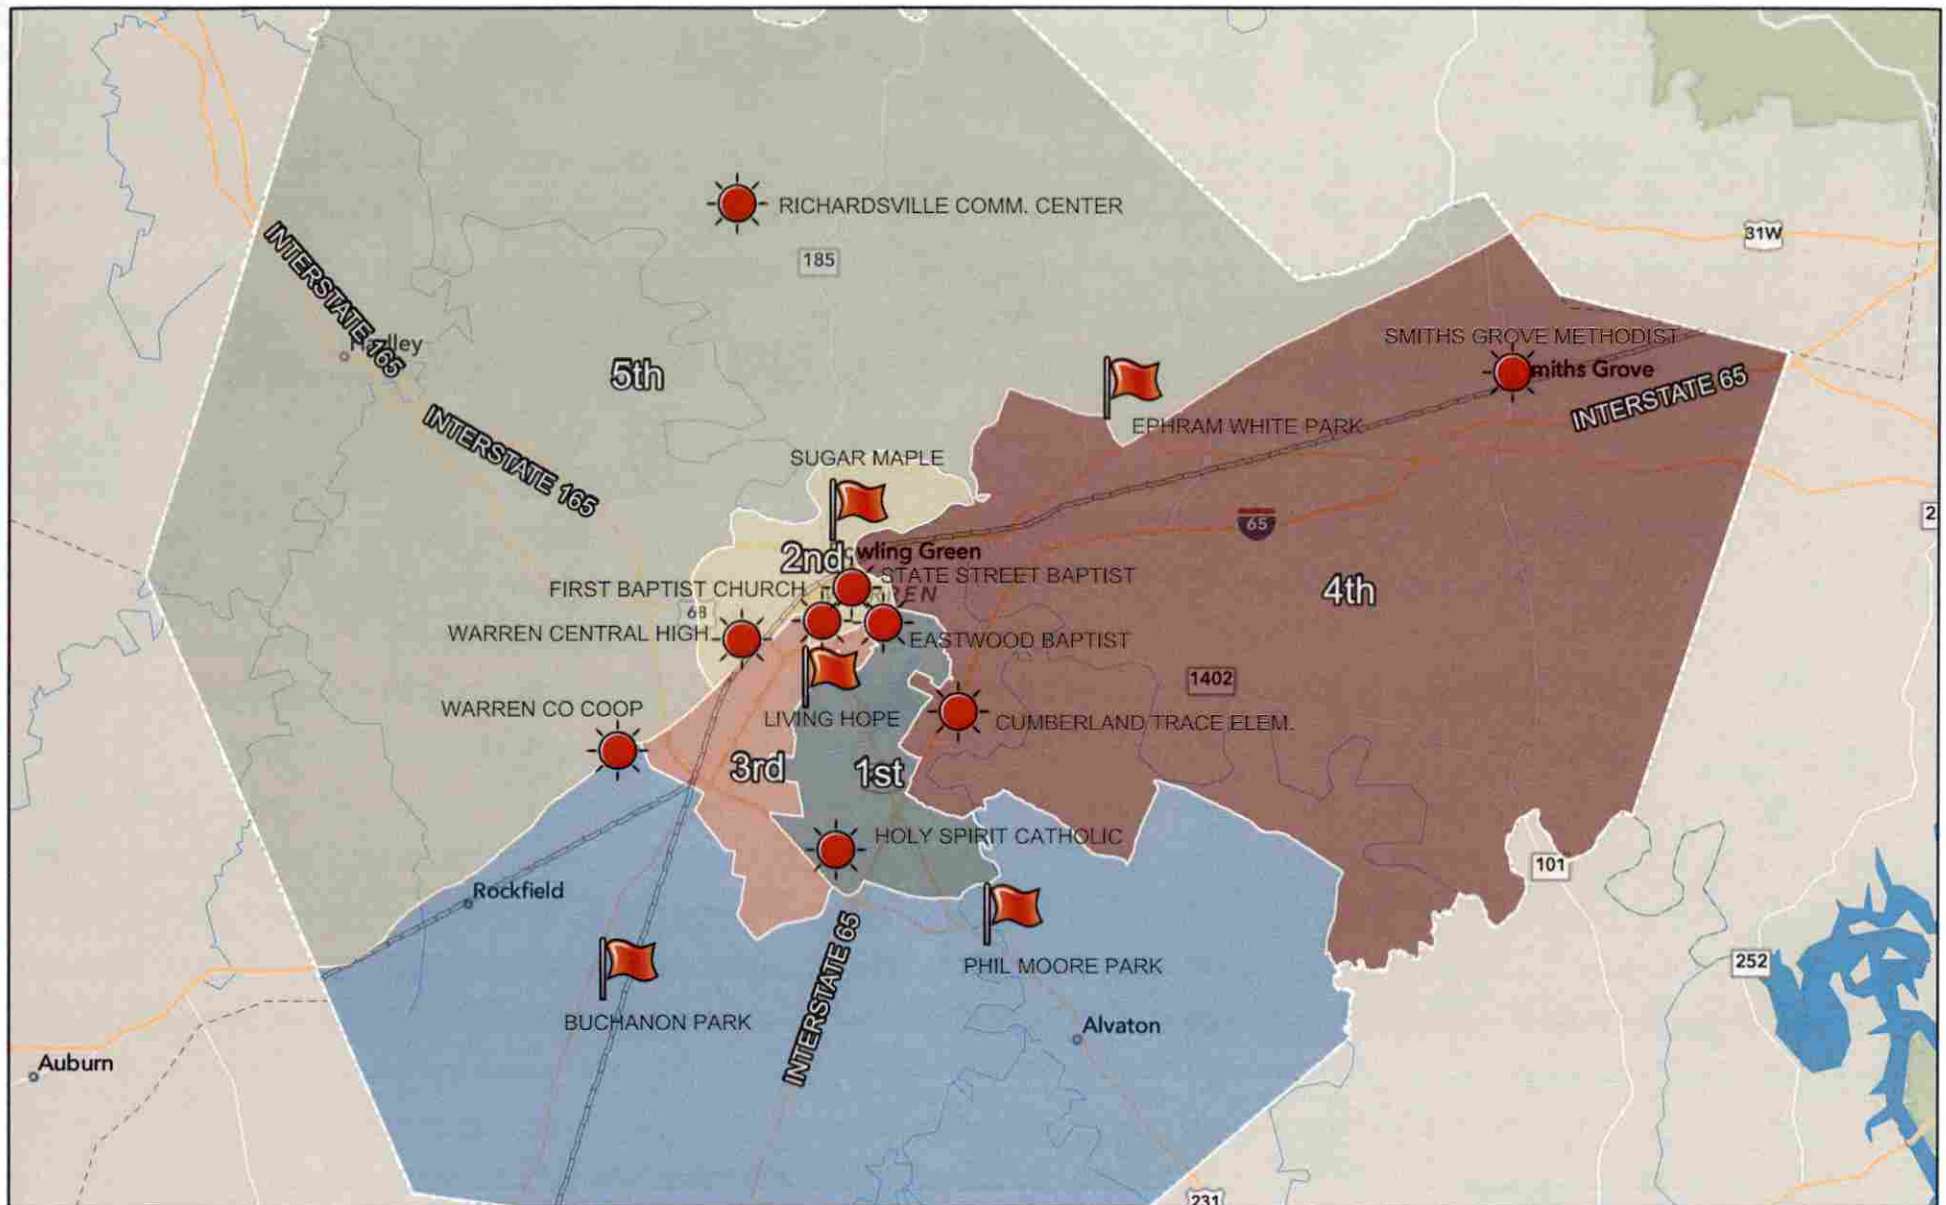 RICHARDSVILLE COMM. CENTER
31W
185
INTERSTATE 165
SMITHS GROVE METHODIST
miths Grove
5th
INTERSTATE 65
INTERSTATE 165
EPHRAM WHITE PARK
SUGAR MAPLE
65
2
2nd
owling Green
STATE STREET BAPTIST
FIRST BAPTIST CHURCH
4th
68
WARREN CENTRAL HIGH
EASTWOOD BAPTIST
1402
WARREN CO COOP
LIVING HOPE
CUMBERLAND TRACE ELEM.
3rd
1st
HOLY SPIRIT CATHOLIC
101
Rockfield
INTERSTATE 65
252
PHIL MOORE PARK
BUCHANON PARK
Alvaton
Auburn
231